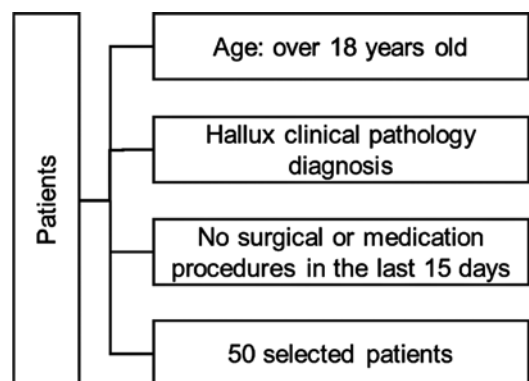 Patients
Age: over 18 years old
Hallux clinical pathology
diagnosis
No surgical or medication
procedures in the last 15 days
50 selected patients